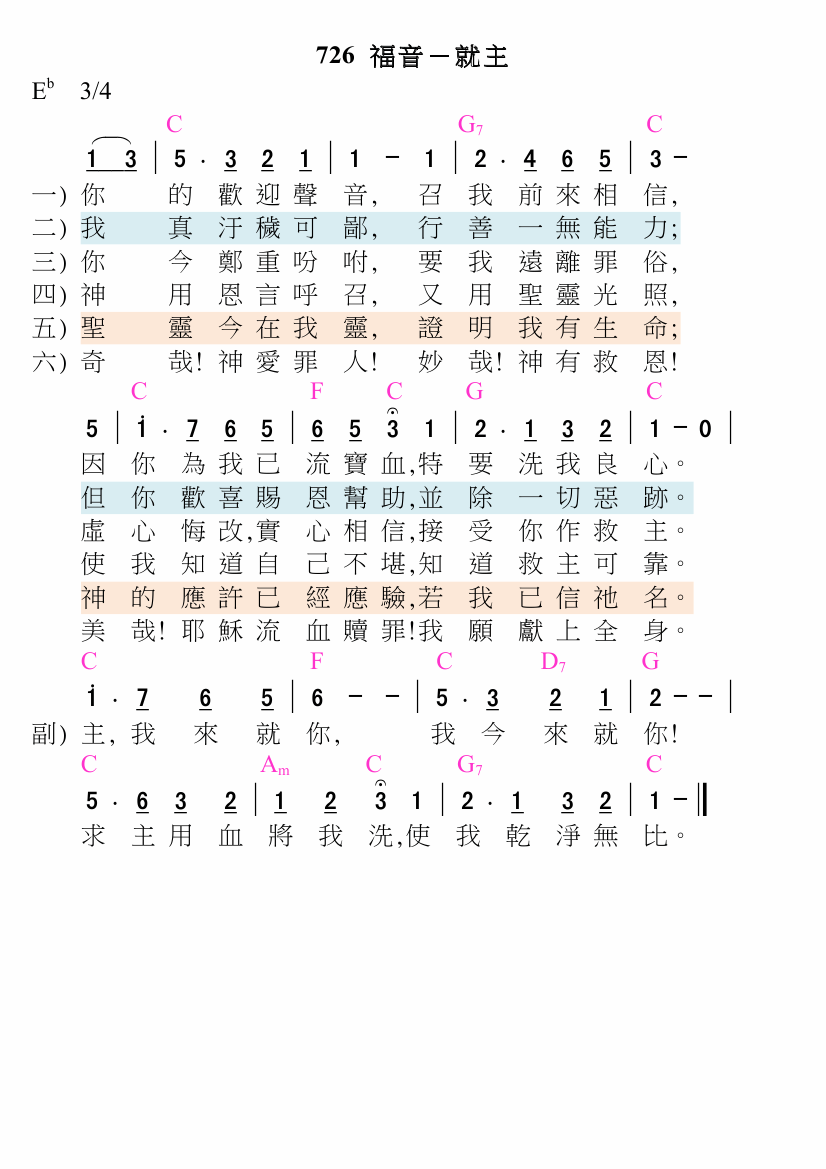 726 福音－就主
E♭ 3/4
C G7 C
1 3 | 5 · 3 2 1 | 1 - 1 | 2 · 4 6 5 | 3 -
一) 你 的 歡 迎 聲 音, 召 我 前 來 相 信,
二) 我 真 汙 穢 可 鄙, 行 善 一 無 能 力;
三) 你 今 鄭 重 吩 咐, 要 我 遠 離 罪 俗,
四) 神 用 恩 言 呼 召, 又 用 聖 靈 光 照,
五) 聖 靈 今 在 我 靈, 證 明 我 有 生 命;
六) 奇 哉! 神 愛 罪 人! 妙 哉! 神 有 救 恩!
C F C G C
5 | i · 7 6 5 | 6 5 3 1 | 2 · 1 3 2 | 1 - 0 |
因 你 為 我 已 流 寶 血,特 要 洗 我 良 心。
但 你 歡 喜 賜 恩 幫 助,並 除 一 切 惡 跡。
虛 心 悔 改,實 心 相 信,接 受 你 作 救 主。
使 我 知 道 自 己 不 堪,知 道 救 主 可 靠。
神 的 應 許 已 經 應 驗,若 我 已 信 祂 名。
美 哉! 耶 穌 流 血 贖 罪!我 願 獻 上 全 身。
C F C D7 G
i · 7 6 5 | 6 - - | 5 · 3 2 1 | 2 - - |
副) 主, 我 來 就 你, 我 今 來 就 你!
C Am C G7 C
5 · 6 3 2 | 1 2 3 1 | 2 · 1 3 2 | 1 - ‖
求 主 用 血 將 我 洗,使 我 乾 淨 無 比。